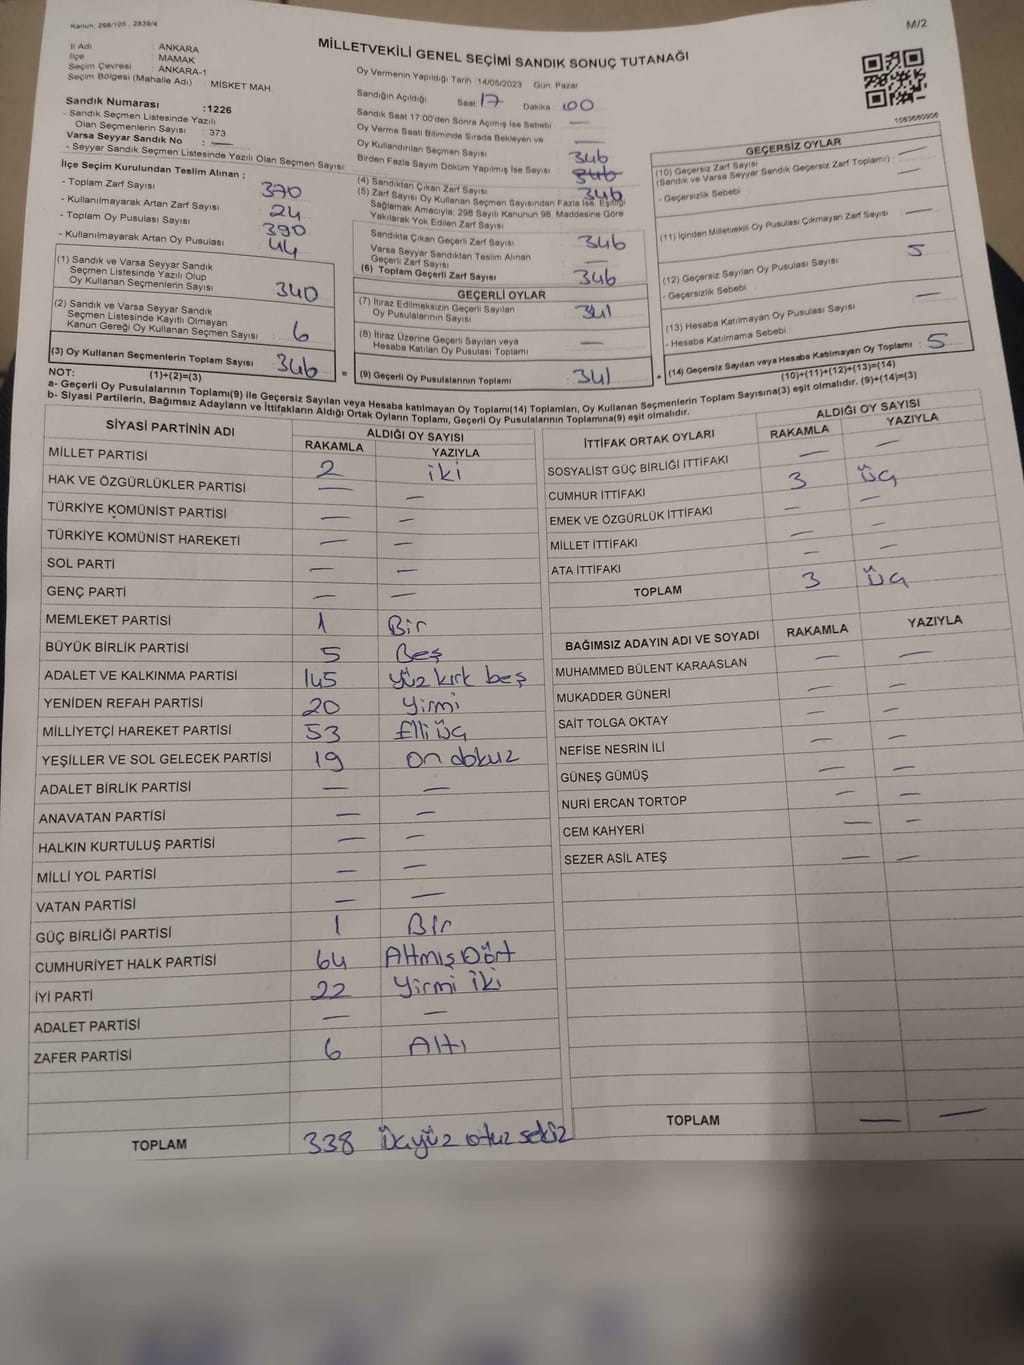 Kanun: 298/105 , 2839/4
M/2
MİLLETVEKİLİ GENEL SEÇİMİ SANDIK SONUÇ TUTANAĞI
İl Adı : ANKARA
İlçe : MAMAK
Seçim Çevresi : ANKARA-1
Seçim Bölgesi (Mahalle Adı) : MİSKET MAH
Sandık Numarası :1226
- Sandık Seçmen Listesinde Yazılı
Olan Seçmenlerin Sayısı : 373
Varsa Seyyar Sandık No : —
- Seyyar Sandık Seçmen Listesinde Yazılı Olan Seçmen Sayısı :
İlçe Seçim Kurulundan Teslim Alınan ;
- Toplam Zarf Sayısı : 370
- Kullanılmayarak Artan Zarf Sayısı : 24
- Toplam Oy Pusulası Sayısı : 390
- Kullanılmayarak Artan Oy Pusulası : 44
(1) Sandık ve Varsa Seyyar Sandık
Seçmen Listesinde Yazılı Olup
Oy Kullanan Seçmenlerin Sayısı : 340
(2) Sandık ve Varsa Seyyar Sandık
Seçmen Listesinde Kayıtlı Olmayan
Kanun Gereği Oy Kullanan Seçmen Sayısı : 6
(3) Oy Kullanan Seçmenlerin Toplam Sayısı : 346
(1)+(2)=(3)
Oy Vermenin Yapıldığı Tarih :14/05/2023 Gün: Pazar
Sandığın Açıldığı Saat: 17 Dakika : 00
Sandık Saat 17.00'den Sonra Açılmış İse Sebebi : —
Oy Verme Saati Bitiminde Sırada Bekleyen ve
Oy Kullandırılan Seçmen Sayısı : —
Birden Fazla Sayım Döküm Yapılmış İse Sayısı : 346
346
(4) Sandıktan Çıkan Zarf Sayısı : 346
(5) Zarf Sayısı Oy Kullanan Seçmen Sayısından Fazla İse, Eşitliği
Sağlamak Amacıyla, 298 Sayılı Kanunun 98. Maddesine Göre
Yakılarak Yok Edilen Zarf Sayısı :
Sandıkta Çıkan Geçerli Zarf Sayısı : 346
Varsa Seyyar Sandıktan Teslim Alınan
Geçerli Zarf Sayısı : —
(6) Toplam Geçerli Zarf Sayısı : 346
GEÇERLİ OYLAR
(7) İtiraz Edilmeksizin Geçerli Sayılan
Oy Pusulalarının Sayısı : 341
(8) İtiraz Üzerine Geçerli Sayılan veya
Hesaba Katılan Oy Pusulası Toplamı : —
= (9) Geçerli Oy Pusulalarının Toplamı : 341
1083680906
GEÇERSİZ OYLAR
(10) Geçersiz Zarf Sayısı : —
(Sandık ve Varsa Seyyar Sandık Geçersiz Zarf Toplamı)
- Geçersizlik Sebebi : —
(11) İçinden Milletvekili Oy Pusulası Çıkmayan Zarf Sayısı : —
(12) Geçersiz Sayılan Oy Pusulası Sayısı : 5
- Geçersizlik Sebebi :
(13) Hesaba Katılmayan Oy Pusulası Sayısı : —
- Hesaba Katılmama Sebebi :
+ (14) Geçersiz Sayılan veya Hesaba Katılmayan Oy Toplamı : 5
(10)+(11)+(12)+(13)=(14)
NOT:
a- Geçerli Oy Pusulalarının Toplamı(9) ile Geçersiz Sayılan veya Hesaba katılmayan Oy Toplamı(14) Toplamları, Oy Kullanan Seçmenlerin Toplam Sayısına(3) eşit olmalıdır. (9)+(14)=(3)
b- Siyasi Partilerin, Bağımsız Adayların ve İttifakların Aldığı Ortak Oyların Toplamı, Geçerli Oy Pusulalarının Toplamına(9) eşit olmalıdır.
SİYASİ PARTİNİN ADI ALDIĞI OY SAYISI
RAKAMLA YAZIYLA
MİLLET PARTİSİ 2 iki
HAK VE ÖZGÜRLÜKLER PARTİSİ — —
TÜRKİYE KOMÜNİST PARTİSİ — —
TÜRKİYE KOMÜNİST HAREKETİ — —
SOL PARTİ — —
GENÇ PARTİ — —
MEMLEKET PARTİSİ 1 Bir
BÜYÜK BİRLİK PARTİSİ 5 Beş
ADALET VE KALKINMA PARTİSİ 145 yüz kırk beş
YENİDEN REFAH PARTİSİ 20 Yirmi
MİLLİYETÇİ HAREKET PARTİSİ 53 Elli üç
YEŞİLLER VE SOL GELECEK PARTİSİ 19 on dokuz
ADALET BİRLİK PARTİSİ — —
ANAVATAN PARTİSİ — —
HALKIN KURTULUŞ PARTİSİ — —
MİLLİ YOL PARTİSİ — —
VATAN PARTİSİ — —
GÜÇ BİRLİĞİ PARTİSİ 1 Bir
CUMHURİYET HALK PARTİSİ 64 Altmış Dört
İYİ PARTİ 22 Yirmi İki
ADALET PARTİSİ — —
ZAFER PARTİSİ 6 Altı
TOPLAM 338 Üçyüz otuz sekiz
İTTİFAK ORTAK OYLARI ALDIĞI OY SAYISI
RAKAMLA YAZIYLA
SOSYALİST GÜÇ BİRLİĞİ İTTİFAKI — —
CUMHUR İTTİFAKI 3 üç
EMEK VE ÖZGÜRLÜK İTTİFAKI — —
MİLLET İTTİFAKI — —
ATA İTTİFAKI — —
TOPLAM 3 üç
BAĞIMSIZ ADAYIN ADI VE SOYADI RAKAMLA YAZIYLA
MUHAMMED BÜLENT KARAASLAN — —
MUKADDER GÜNERİ — —
SAİT TOLGA OKTAY — —
NEFİSE NESRİN İLİ — —
GÜNEŞ GÜMÜŞ — —
NURİ ERCAN TORTOP — —
CEM KAHYERİ — —
SEZER ASİL ATEŞ — —
TOPLAM — —